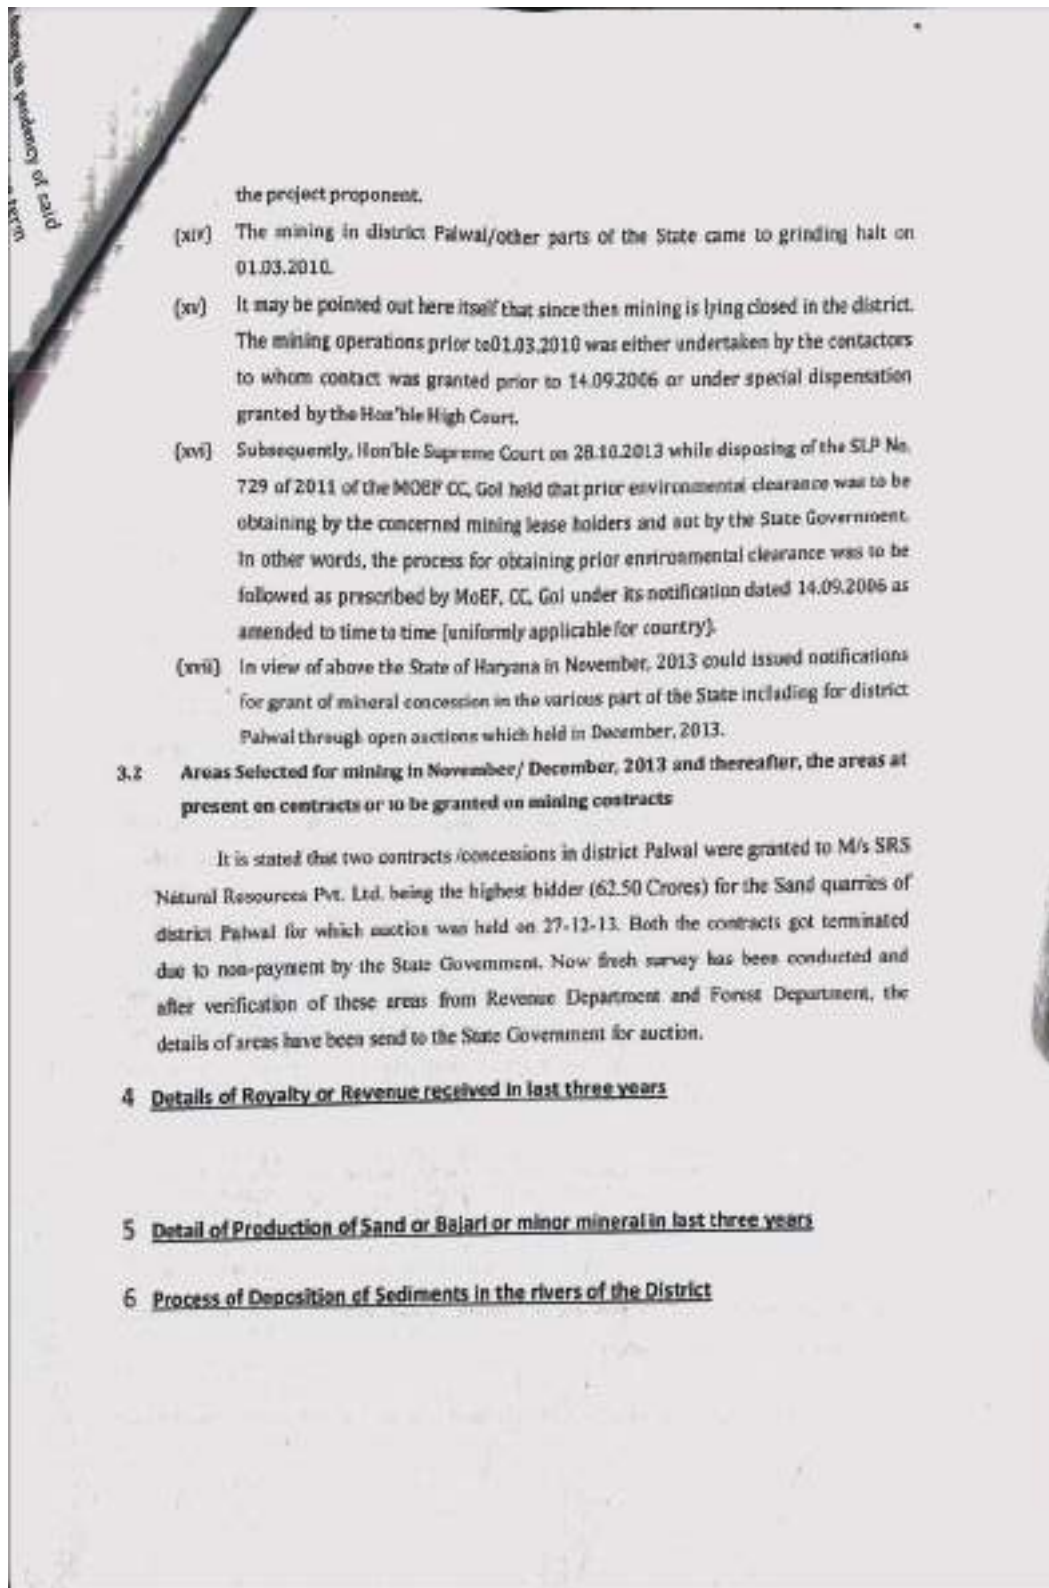 during the pendency of said
term
the project proponent.
(xiv) The mining in district Palwal/other parts of the State came to grinding halt on
01.03.2010.
(xv) It may be pointed out here itself that since then mining is lying closed in the district.
The mining operations prior to01.03.2010 was either undertaken by the contactors
to whom contact was granted prior to 14.09.2006 or under special dispensation
granted by the Hon'ble High Court.
(xvi) Subsequently, Hon'ble Supreme Court on 28.10.2013 while disposing of the SLP No.
729 of 2011 of the MOEF CC, GoI held that prior environmental clearance was to be
obtaining by the concerned mining lease holders and not by the State Government.
In other words, the process for obtaining prior environmental clearance was to be
followed as prescribed by MoEF, CC, GoI under its notification dated 14.09.2006 as
amended to time to time (uniformly applicable for country).
(xvii) In view of above the State of Haryana in November, 2013 could issued notifications
for grant of mineral concession in the various part of the State including for district
Palwal through open auctions which held in December, 2013.
3.2 Areas Selected for mining in November/ December, 2013 and thereafter, the areas at
present on contracts or to be granted on mining contracts
It is stated that two contracts /concessions in district Palwal were granted to M/s SRS
Natural Resources Pvt. Ltd. being the highest bidder (62.50 Crores) for the Sand quarries of
district Palwal for which auction was held on 27-12-13. Both the contracts got terminated
due to non-payment by the State Government. Now fresh survey has been conducted and
after verification of these areas from Revenue Department and Forest Department, the
details of areas have been send to the State Government for auction.
4 Details of Royalty or Revenue received in last three years
5 Detail of Production of Sand or Bajari or minor mineral in last three years
6 Process of Deposition of Sediments in the rivers of the District